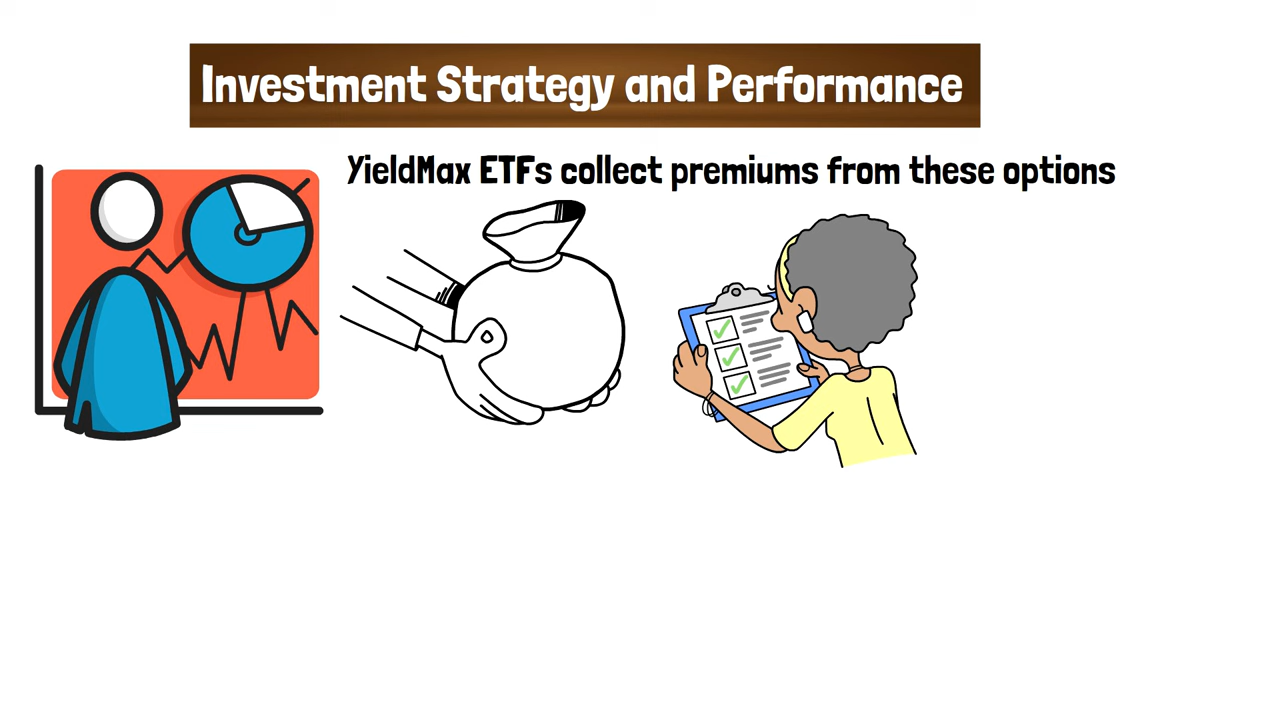 Investment Strategy and Performance
YieldMax ETFs collect premiums from these options